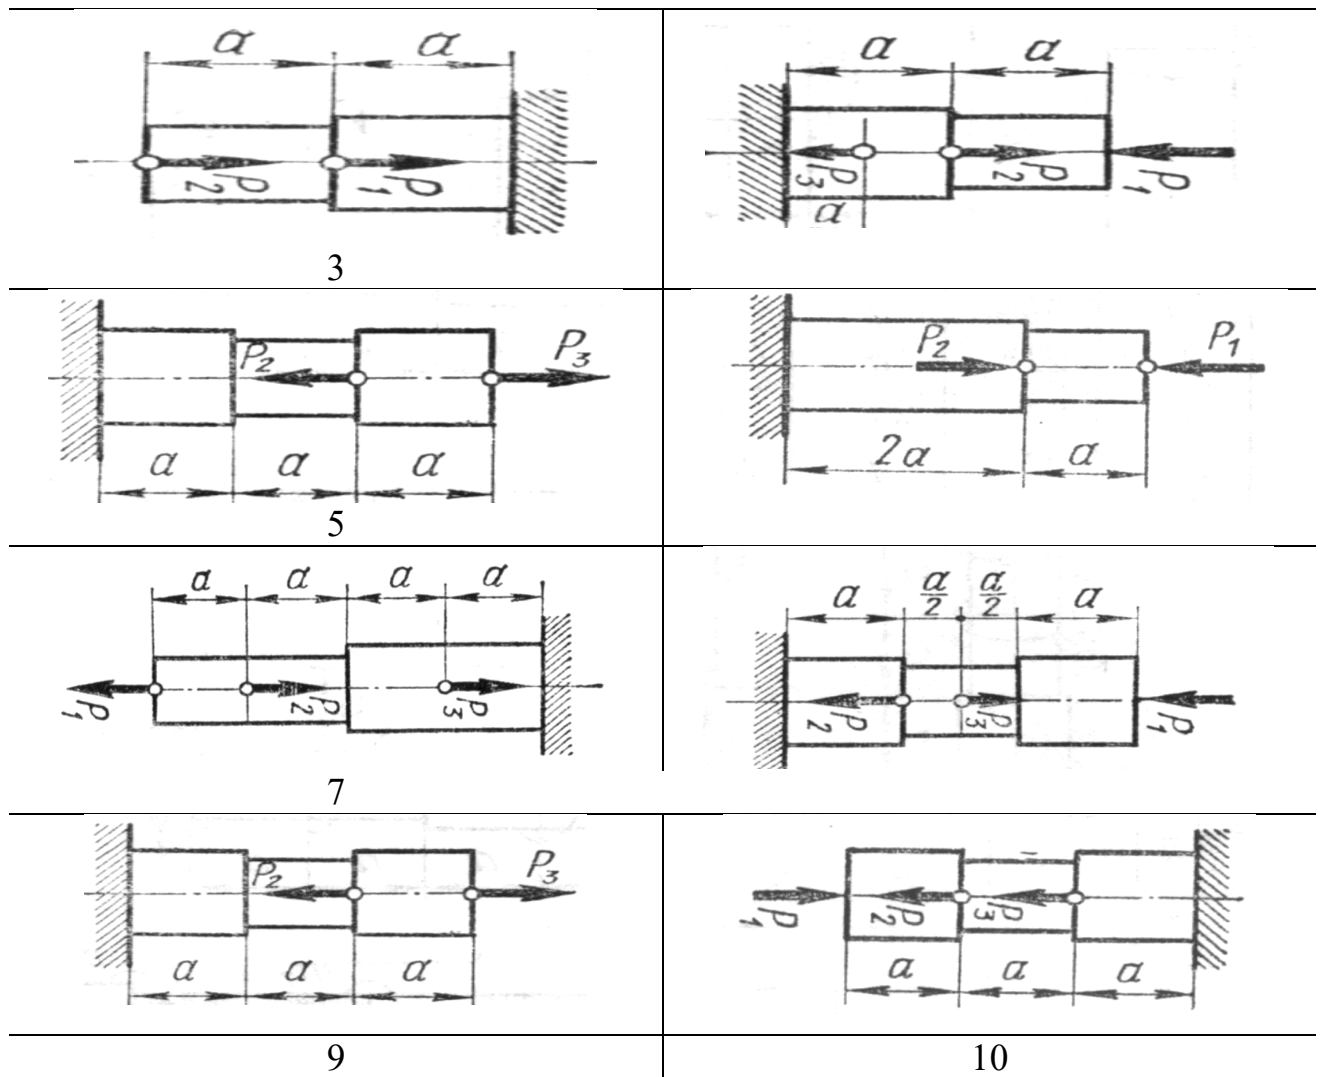 a a
P₂ P₁
3
a a
P₃ P₂ P₁
a
P₂ P₃
a a a
5
P₂ P₁
2a a
a a a a
P₁ P₂ P₃
7
a a/2 a/2 a
P₂ P₃ P₁
P₂ P₃
a a a
9
P₁ P₂ P₃
a a a
10